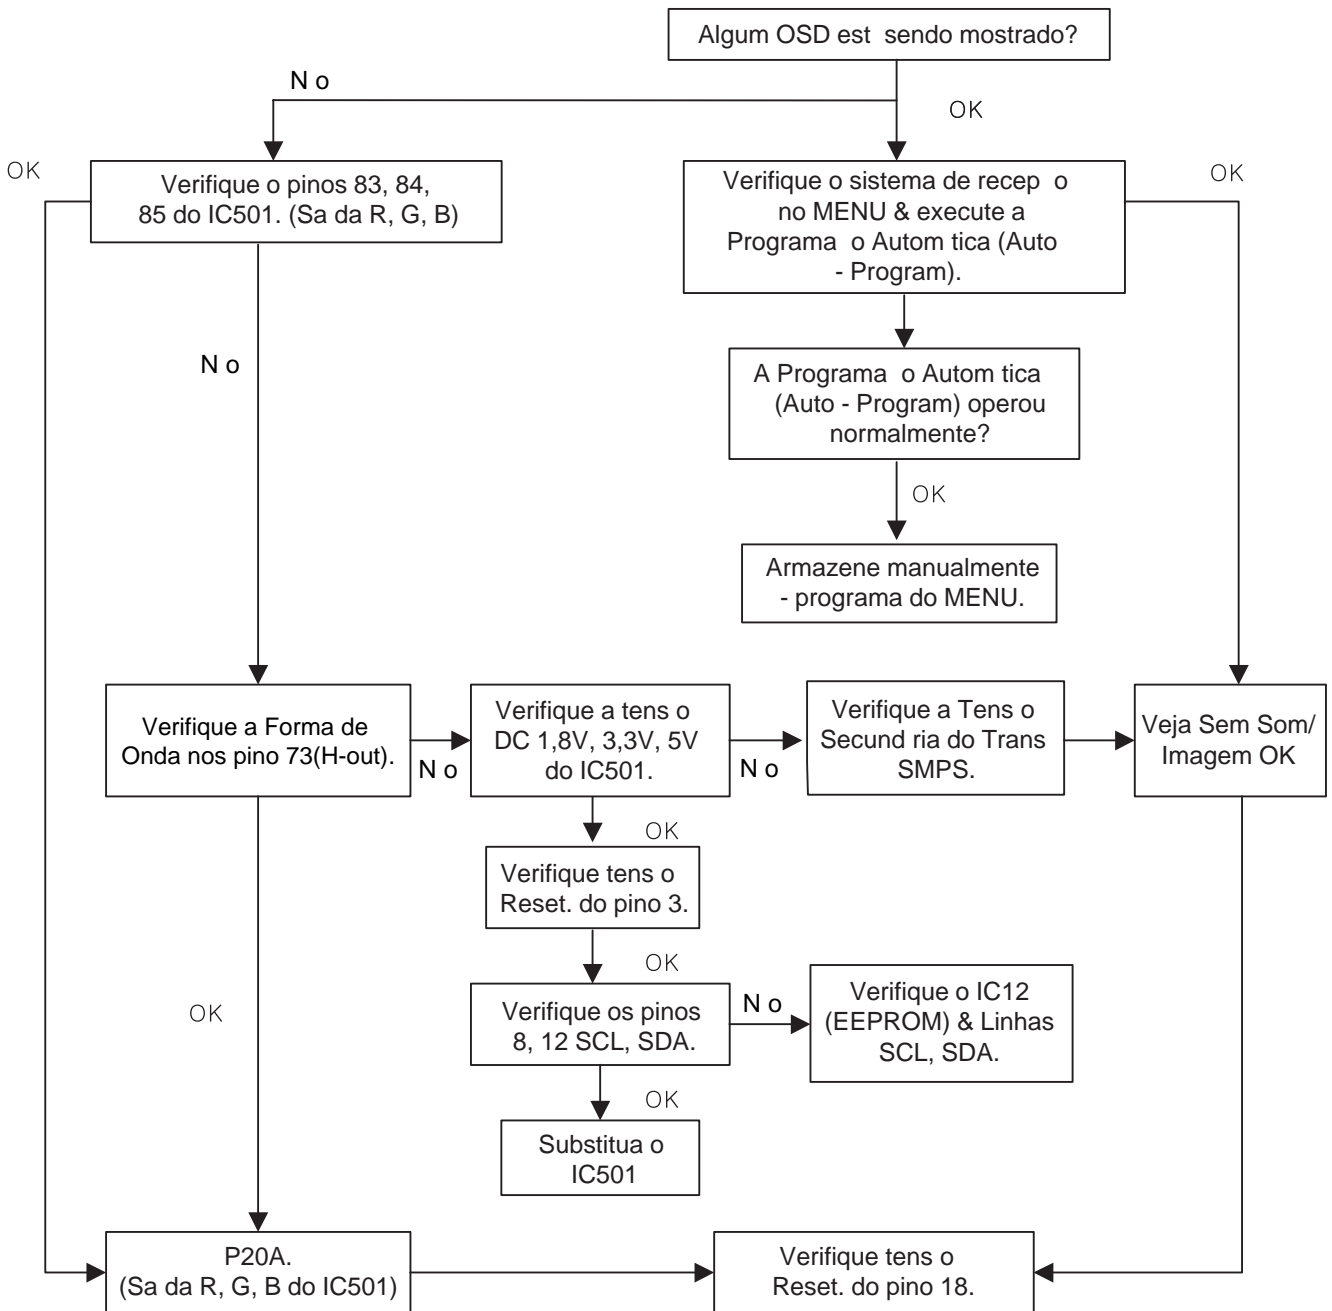 Algum OSD est sendo mostrado?
N o
OK
OK
Verifique o pinos 83, 84,
85 do IC501. (Sa da R, G, B)
Verifique o sistema de recep o
no MENU & execute a
Programa o Autom tica (Auto
- Program).
OK
N o
A Programa o Autom tica
(Auto - Program) operou
normalmente?
OK
Armazene manualmente
- programa do MENU.
Verifique a Forma de
Onda nos pino 73(H-out).
N o
Verifique a tens o
DC 1,8V, 3,3V, 5V
do IC501.
N o
Verifique a Tens o
Secund ria do Trans
SMPS.
Veja Sem Som/
Imagem OK
OK
Verifique tens o
Reset. do pino 3.
OK
OK
Verifique os pinos
8, 12 SCL, SDA.
N o
Verifique o IC12
(EEPROM) & Linhas
SCL, SDA.
OK
Substitua o
IC501
P20A.
(Sa da R, G, B do IC501)
Verifique tens o
Reset. do pino 18.